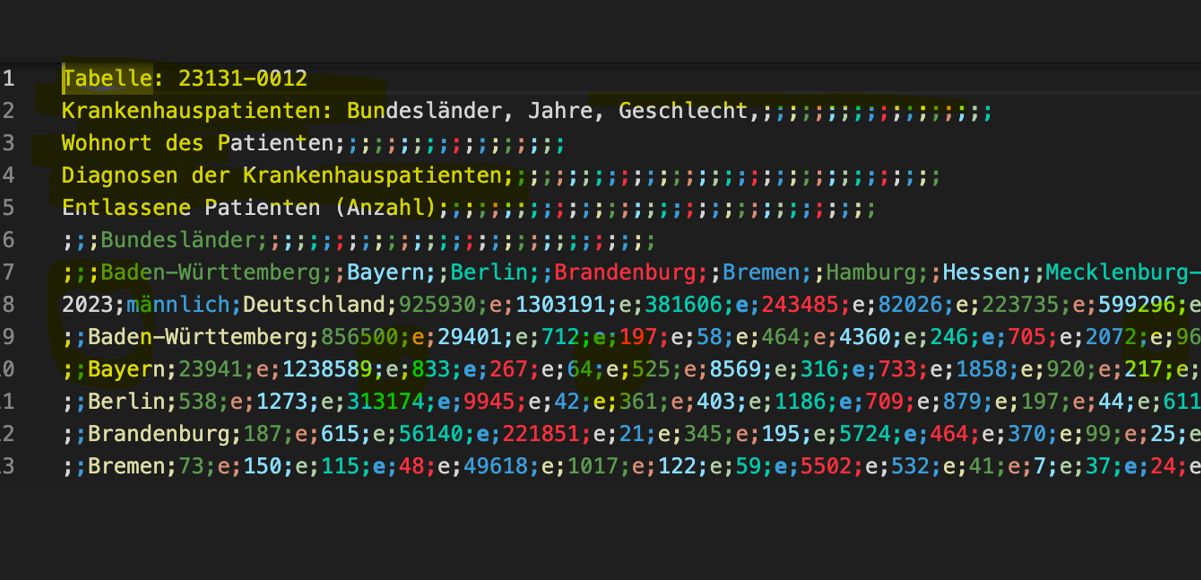 1 Tabelle: 23131-0012
2 Krankenhauspatienten: Bundesländer, Jahre, Geschlecht,;;;;;;;;;;;;;;;;;;
3 Wohnort des Patienten;;;;;;;;;;;;;;;;;;
4 Diagnosen der Krankenhauspatienten;;;;;;;;;;;;;;;;;;;;;;;;;;;;;;;;;;
5 Entlassene Patienten (Anzahl);;;;;;;;;;;;;;;;;;;;;;;;;;;;;;;;;;
6 ;;;Bundesländer;;;;;;;;;;;;;;;;;;;;;;;;;;;;;;;
7 ;;;Baden-Württemberg;;Bayern;;Berlin;;Brandenburg;;Bremen;;Hamburg;;Hessen;;Mecklenburg-
8 2023;männlich;Deutschland;925930;e;1303191;e;381606;e;243485;e;82026;e;223735;e;599296;e
9 ;;Baden-Württemberg;856500;e;29401;e;712;e;197;e;58;e;464;e;4360;e;246;e;705;e;2072;e;96
0 ;;Bayern;23941;e;1238589;e;833;e;267;e;64;e;525;e;8569;e;316;e;733;e;1858;e;920;e;217;e;
1 ;;Berlin;538;e;1273;e;313174;e;9945;e;42;e;361;e;403;e;1186;e;709;e;879;e;197;e;44;e;611
2 ;;Brandenburg;187;e;615;e;56140;e;221851;e;21;e;345;e;195;e;5724;e;464;e;370;e;99;e;25;e
3 ;;Bremen;73;e;150;e;115;e;48;e;49618;e;1017;e;122;e;59;e;5502;e;532;e;41;e;7;e;37;e;24;e